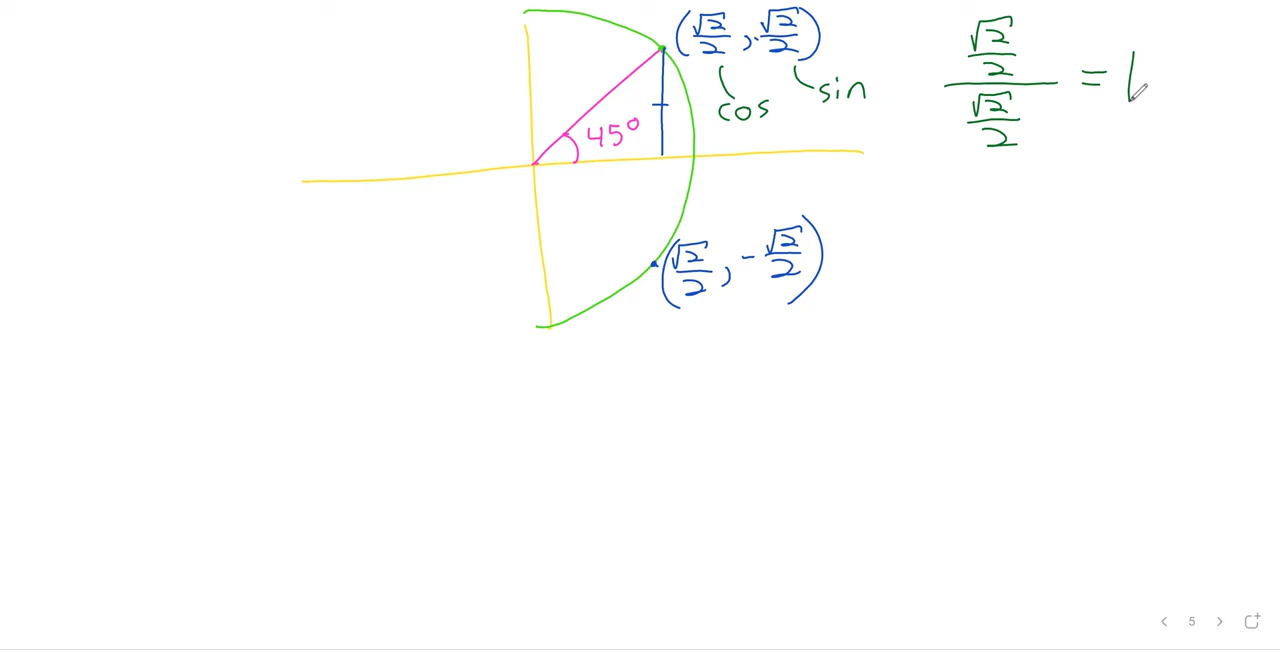 (√2/2, √2/2)
cos sin
45°
(√2/2, -√2/2)
(√2/2)/(√2/2) = 1
5